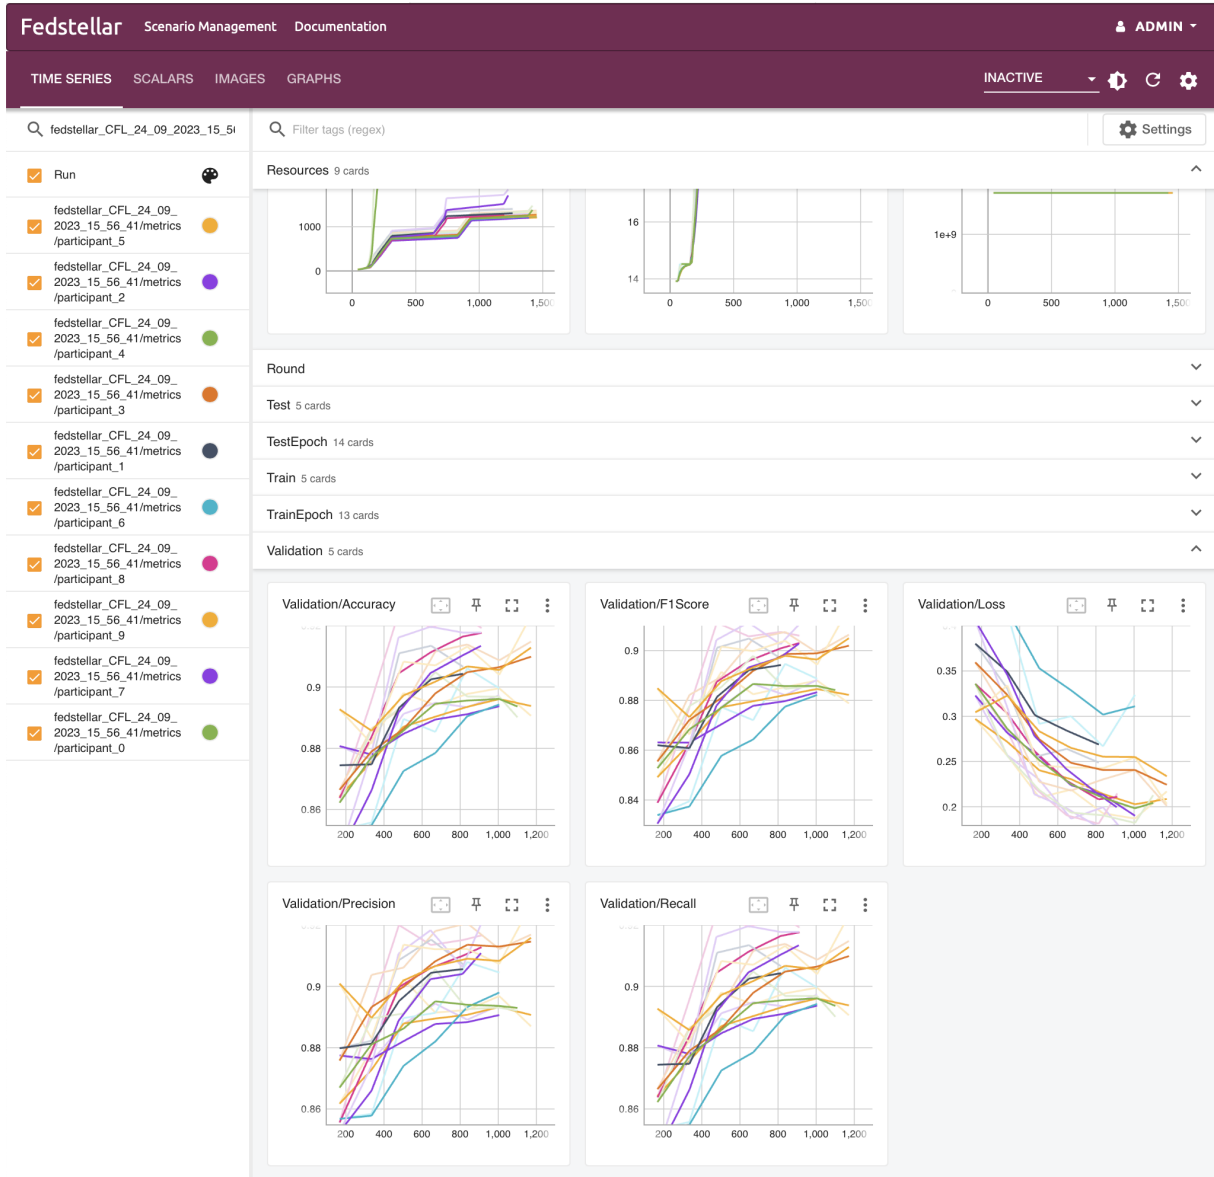 Fedstellar Scenario Management Documentation ADMIN
TIME SERIES SCALARS IMAGES GRAPHS INACTIVE
fedstellar_CFL_24_09_2023_15_5
Filter tags (regex)
Settings
Run
fedstellar_CFL_24_09_
2023_15_56_41/metrics
/participant_5
fedstellar_CFL_24_09_
2023_15_56_41/metrics
/participant_2
fedstellar_CFL_24_09_
2023_15_56_41/metrics
/participant_4
fedstellar_CFL_24_09_
2023_15_56_41/metrics
/participant_3
fedstellar_CFL_24_09_
2023_15_56_41/metrics
/participant_1
fedstellar_CFL_24_09_
2023_15_56_41/metrics
/participant_6
fedstellar_CFL_24_09_
2023_15_56_41/metrics
/participant_8
fedstellar_CFL_24_09_
2023_15_56_41/metrics
/participant_9
fedstellar_CFL_24_09_
2023_15_56_41/metrics
/participant_7
fedstellar_CFL_24_09_
2023_15_56_41/metrics
/participant_0
Resources 9 cards
1000
0
0 500 1,000 1,500
16
14
0 500 1,000 1,500
1e+9
0 500 1,000 1,500
Round
Test 5 cards
TestEpoch 14 cards
Train 5 cards
TrainEpoch 13 cards
Validation 5 cards
Validation/Accuracy
0.9
0.88
0.86
200 400 600 800 1,000 1,200
Validation/F1Score
0.9
0.88
0.86
0.84
200 400 600 800 1,000 1,200
Validation/Loss
0.35
0.3
0.25
0.2
200 400 600 800 1,000 1,200
Validation/Precision
0.9
0.88
0.86
200 400 600 800 1,000 1,200
Validation/Recall
0.9
0.88
0.86
200 400 600 800 1,000 1,200